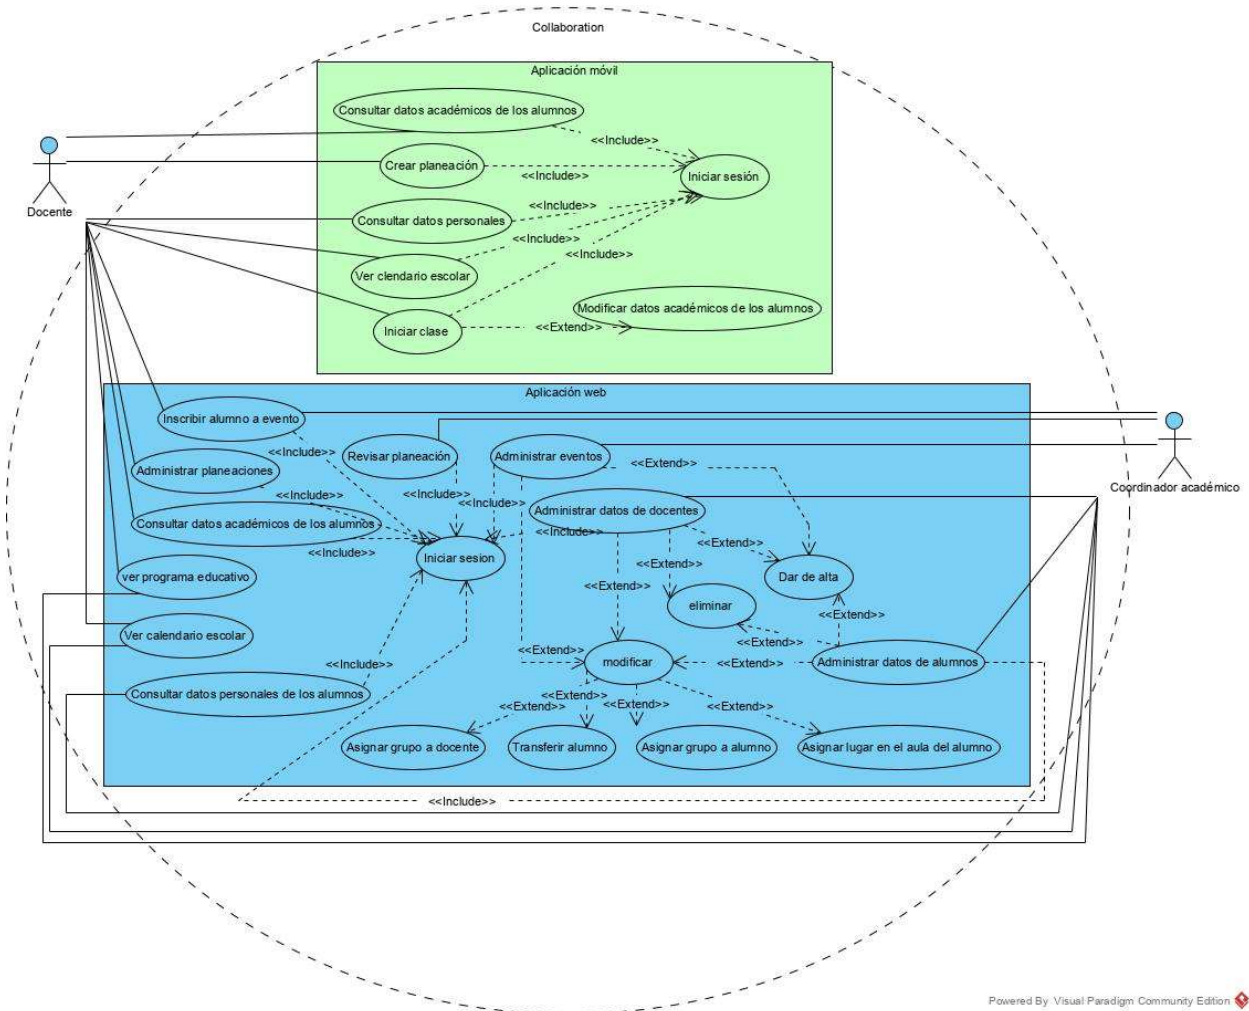 Collaboration
Aplicación móvil
Consultar datos académicos de los alumnos
<<Include>>
Crear planeación
<<Include>>
Iniciar sesión
Docente
Consultar datos personales
<<Include>>
<<Include>>
<<Include>>
Ver clendario escolar
Iniciar clase
<<Extend>>
Modificar datos académicos de los alumnos
Aplicación web
Inscribir alumno a evento
<<Include>>
Revisar planeación
Administrar eventos
<<Extend>>
Coordinador académico
Administrar planeaciones
<<Include>>
<<Include>>
<<Include>>
Administrar datos de docentes
Consultar datos académicos de los alumnos
<<Include>>
<<Include>>
<<Extend>>
Iniciar sesion
<<Extend>>
<<Extend>>
Dar de alta
ver programa educativo
eliminar
<<Extend>>
Ver calendario escolar
<<Extend>>
<<Extend>>
<<Include>>
modificar
<<Extend>>
Administrar datos de alumnos
Consultar datos personales de los alumnos
<<Extend>>
<<Extend>>
<<Extend>>
<<Extend>>
Asignar grupo a docente
Transferir alumno
Asignar grupo a alumno
Asignar lugar en el aula del alumno
<<Include>>
Powered By Visual Paradigm Community Edition